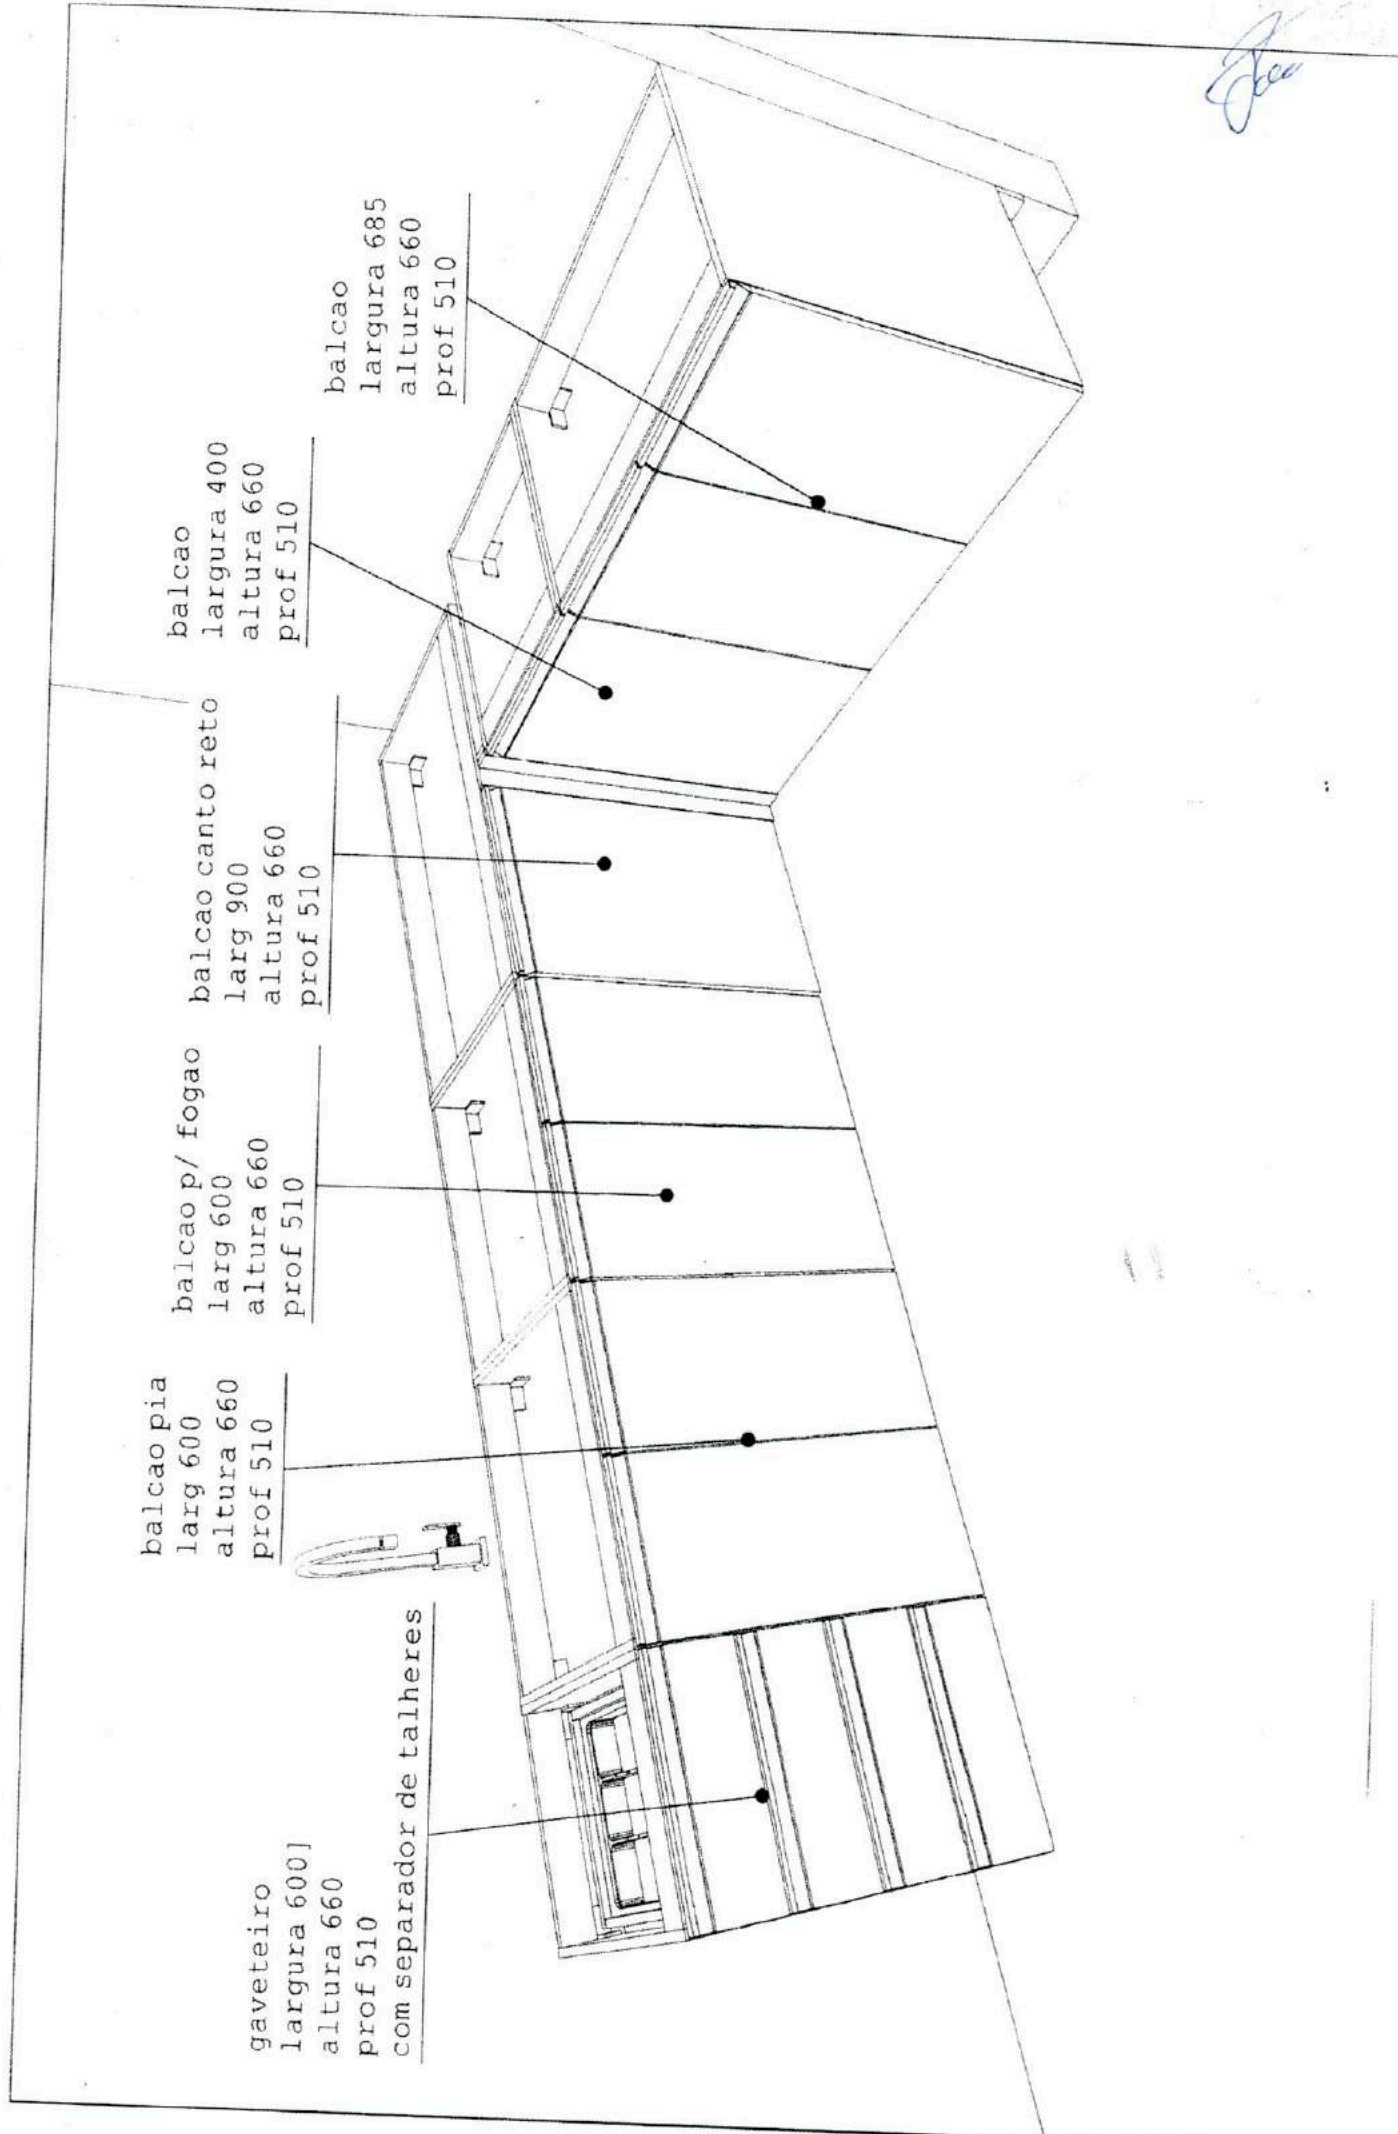 gaveteiro
largura 600]
altura 660
prof 510
com separador de talheres
balcao pia
larg 600
altura 660
prof 510
balcao p/ fogao
larg 600
altura 660
prof 510
balcao canto reto
larg 900
altura 660
prof 510
balcao
largura 400
altura 660
prof 510
balcao
largura 685
altura 660
prof 510